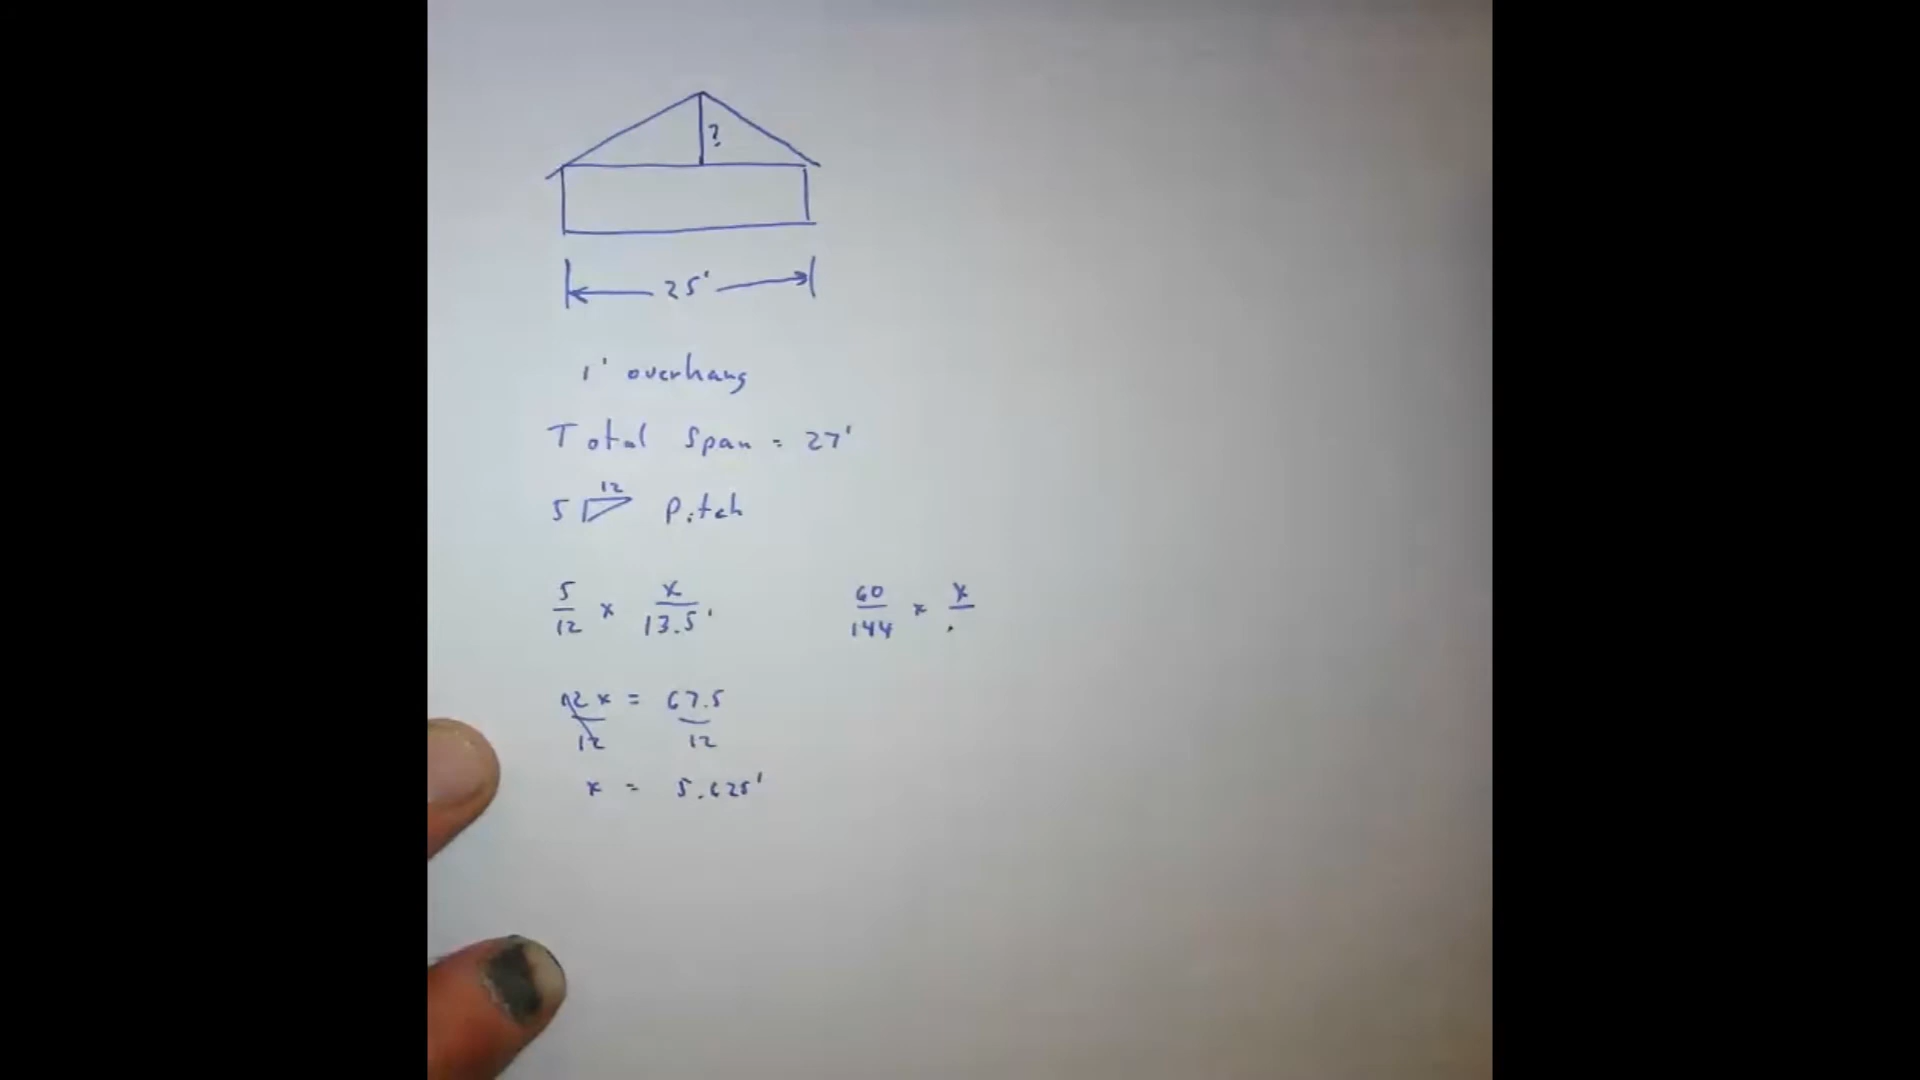 ?
25'
1' overhang
Total Span = 27'
5 12 Pitch
5/12 x x/13.5' 60/144 x x/
12x/12 = 67.5/12
x = 5.625'